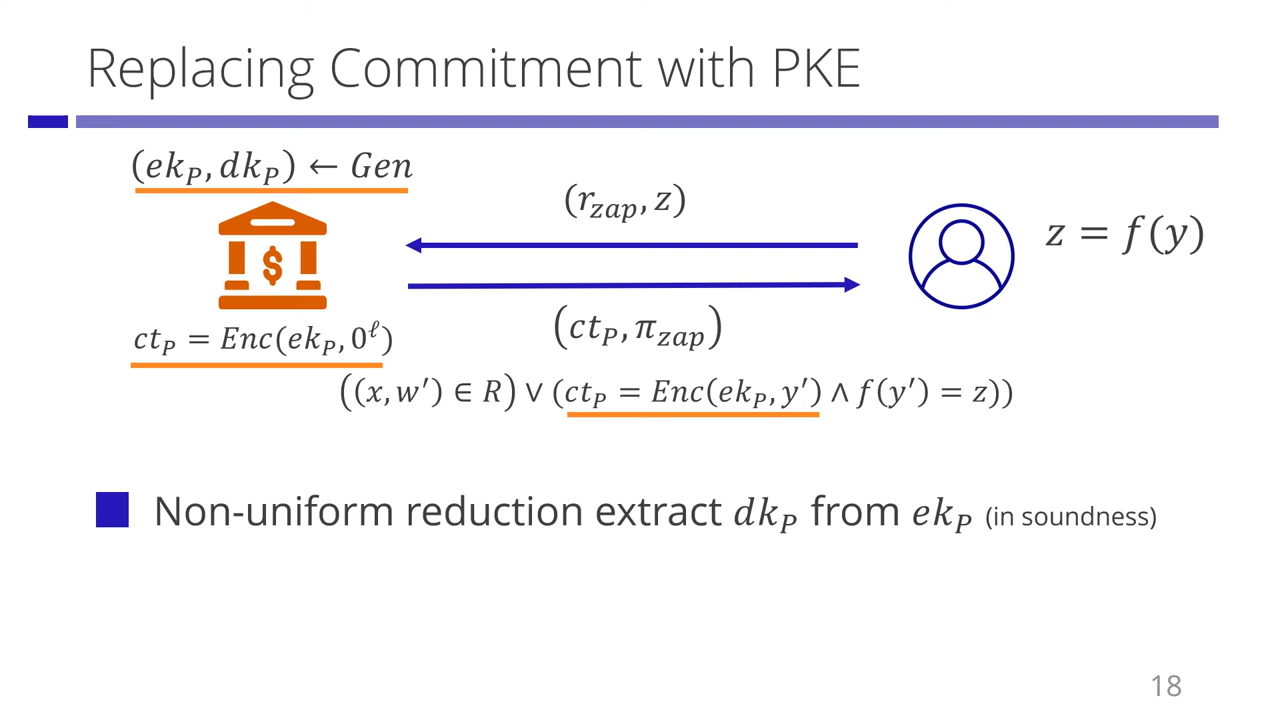 Replacing Commitment with PKE
(ek_P, dk_P) ← Gen
(r_zap, z)
z = f(y)
$
ct_P = Enc(ek_P, 0^ℓ)
(ct_P, π_zap)
((x, w′) ∈ R) ∨ (ct_P = Enc(ek_P, y′) ∧ f(y′) = z))
Non-uniform reduction extract dk_P from ek_P (in soundness)
18